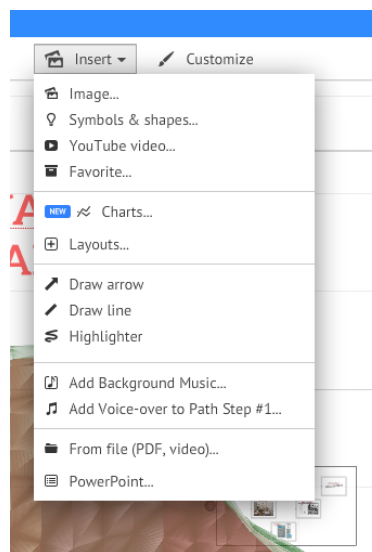 Insert
Customize
Image...
Symbols & shapes...
YouTube video...
Favorite...
NEW Charts...
Layouts...
Draw arrow
Draw line
Highlighter
Add Background Music...
Add Voice-over to Path Step #1...
From file (PDF, video)...
PowerPoint...